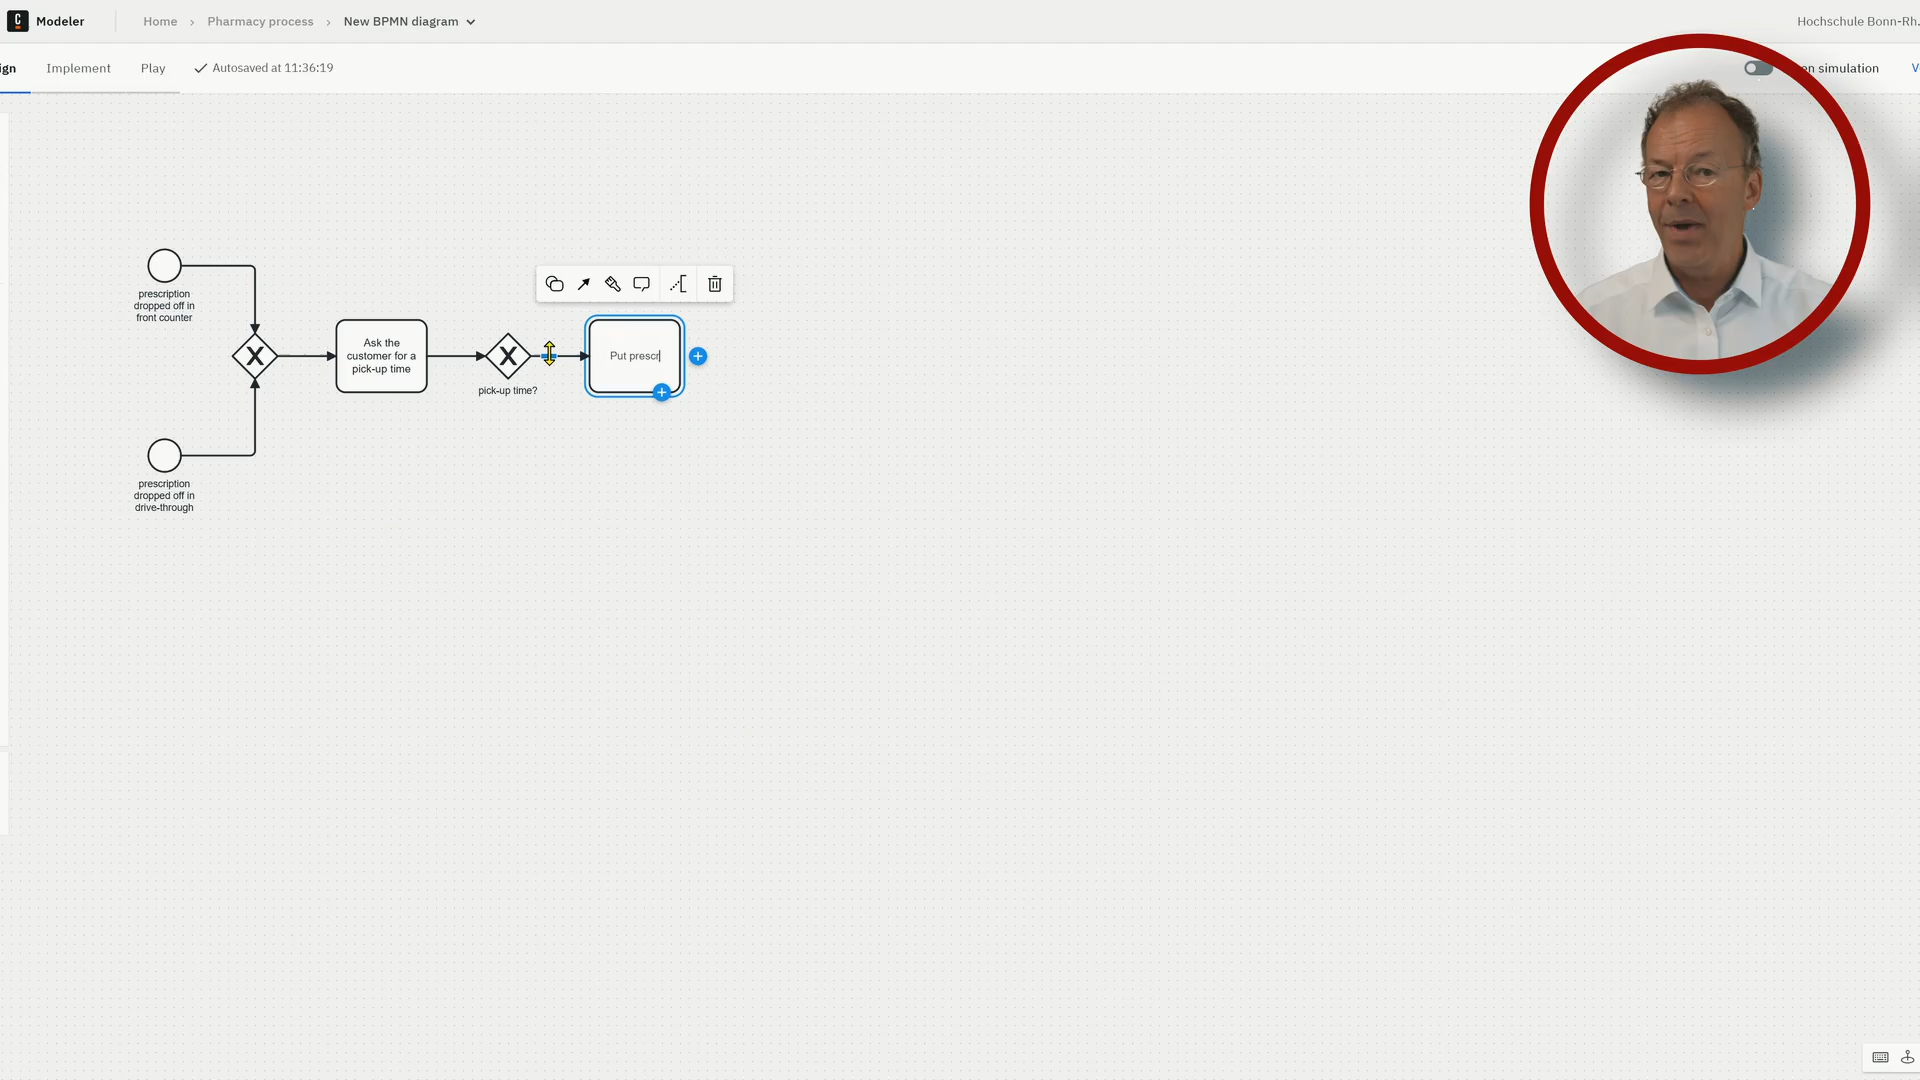 Modeler
Home › Pharmacy process › New BPMN diagram
Hochschule Bonn-Rh...
ign
Implement
Play
Autosaved at 11:36:19
en simulation
V
prescription
dropped off in
front counter
X
Ask the
customer for a
pick-up time
X
pick-up time?
Put prescr
prescription
dropped off in
drive-through